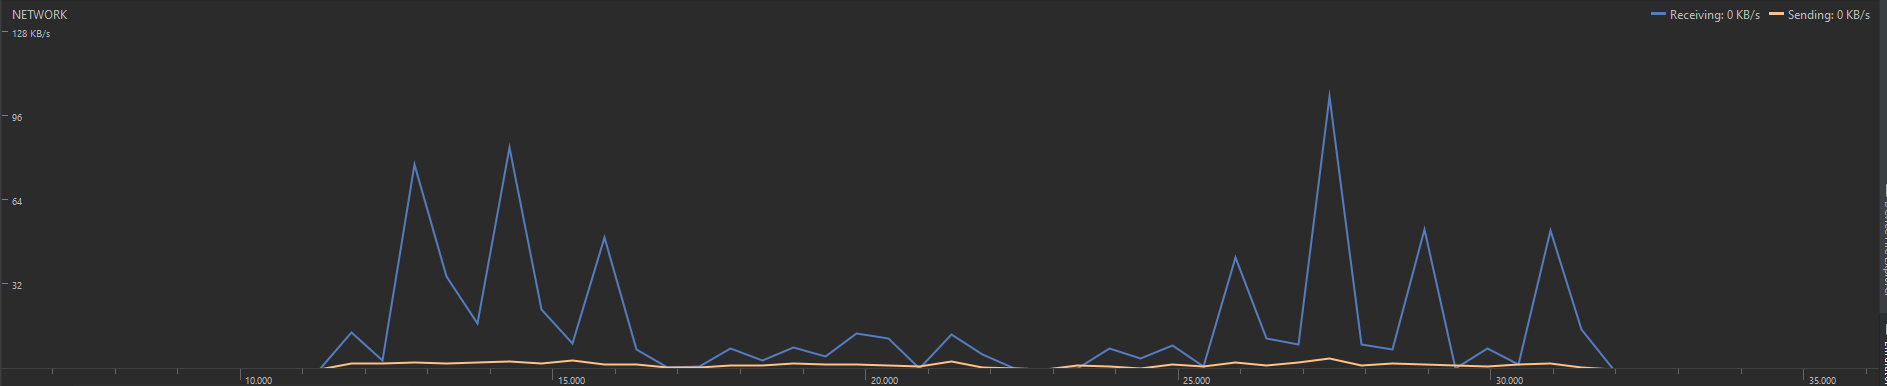 NETWORK
Receiving: 0 KB/s Sending: 0 KB/s
128 KB/s
96
64
32
10.000 15.000 20.000 25.000 30.000 35.000